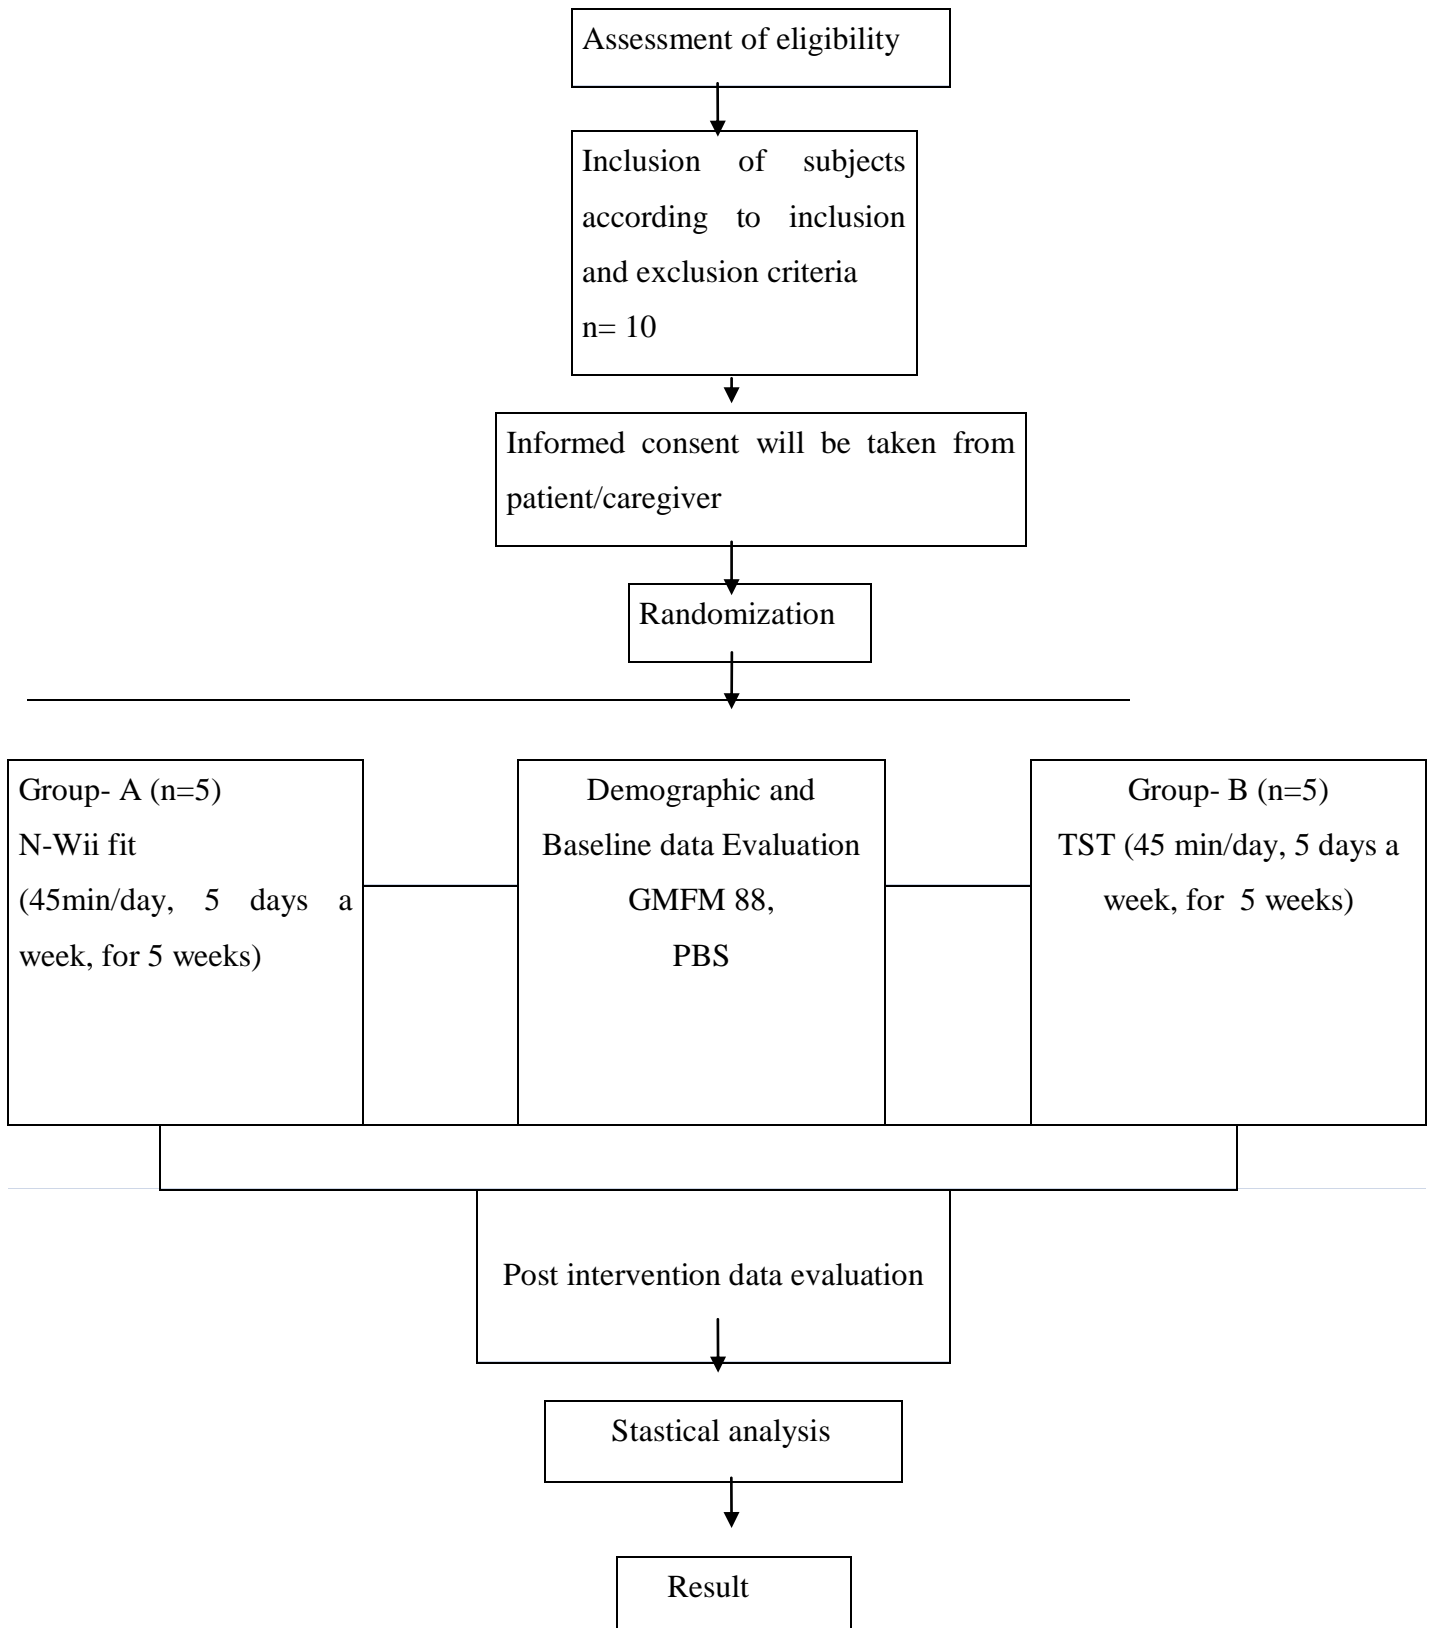 Assessment of eligibility
Inclusion of subjects
according to inclusion
and exclusion criteria
n= 10
Informed consent will be taken from
patient/caregiver
Randomization
Group- A (n=5)
N-Wii fit
(45min/day, 5 days a
week, for 5 weeks)
Demographic and
Baseline data Evaluation
GMFM 88,
PBS
Group- B (n=5)
TST (45 min/day, 5 days a
week, for 5 weeks)
Post intervention data evaluation
Stastical analysis
Result